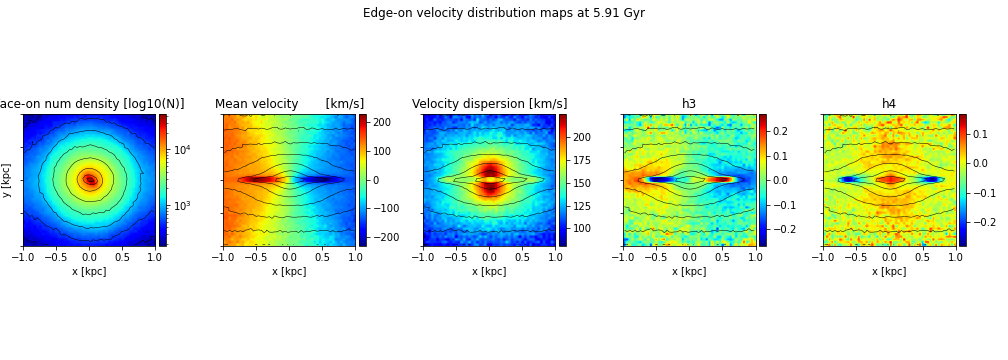 Edge-on velocity distribution maps at 5.91 Gyr
ace-on num density [log10(N)]
Mean velocity [km/s]
Velocity dispersion [km/s]
h3
h4
y [kpc]
10⁴
10³
200
100
0
−100
−200
200
175
150
125
100
0.2
0.1
0.0
−0.1
−0.2
0.1
0.0
−0.1
−0.2
−1.0 −0.5 0.0 0.5 1.0
−1.0 −0.5 0.0 0.5 1.0
−1.0 −0.5 0.0 0.5 1.0
−1.0 −0.5 0.0 0.5 1.0
−1.0 −0.5 0.0 0.5 1.0
x [kpc]
x [kpc]
x [kpc]
x [kpc]
x [kpc]